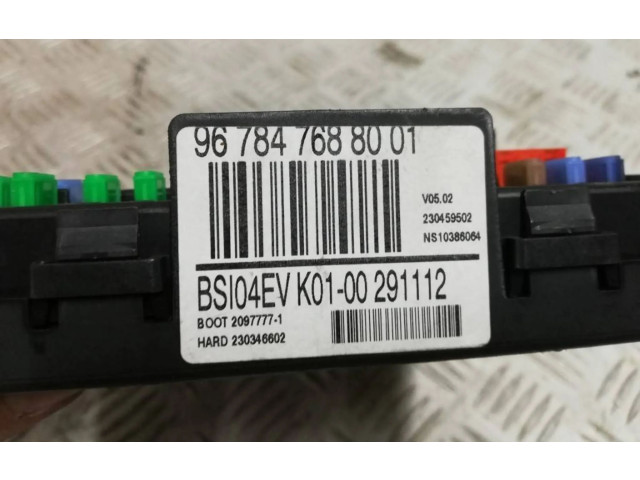 96 784 768 80 01
V05.02
230459502
NS10386064
BSI04EV K01-00 291112
BOOT 2097777-1
HARD 230346602